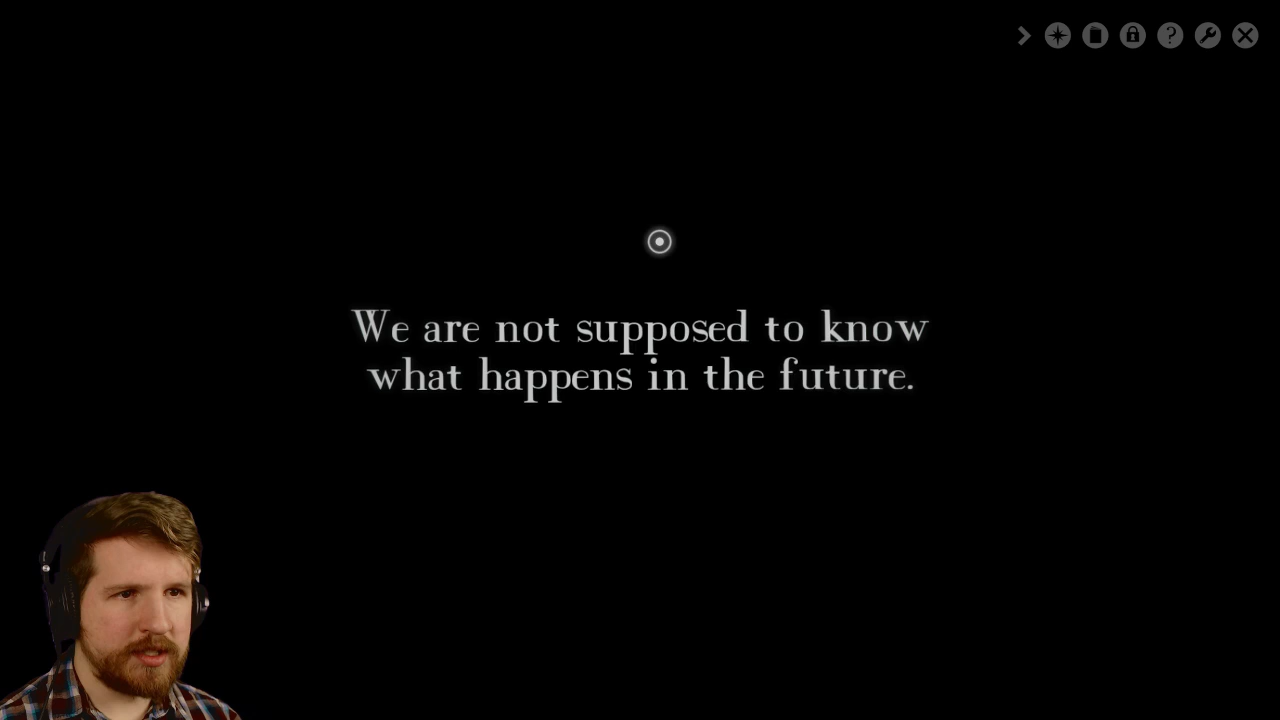 We are not supposed to know
what happens in the future.